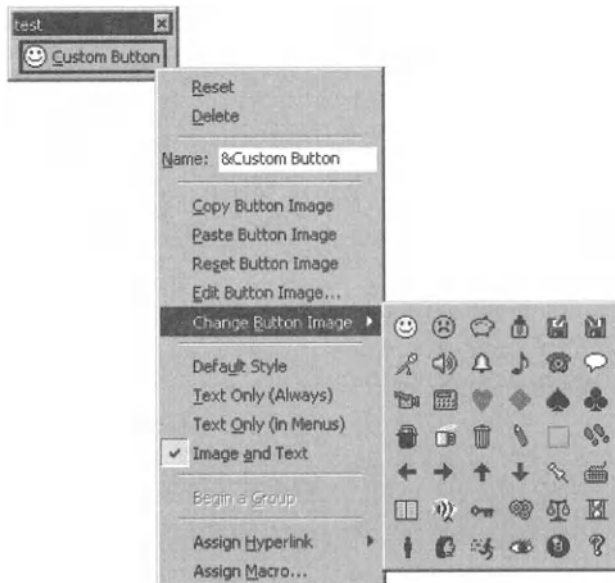 test
Custom Button
Reset
Delete
Name: &Custom Button
Copy Button Image
Paste Button Image
Reset Button Image
Edit Button Image...
Change Button Image
Default Style
Text Only (Always)
Text Only (in Menus)
Image and Text
Begin a Group
Assign Hyperlink
Assign Macro...